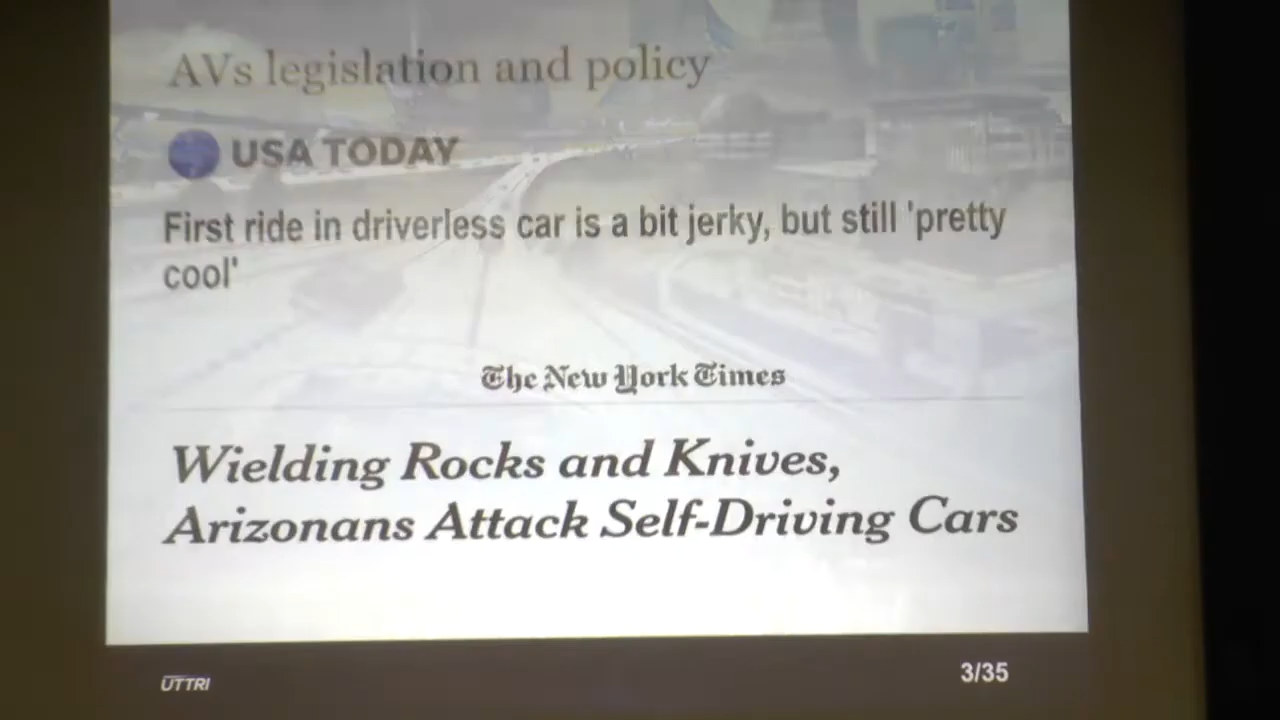 AVs legislation and policy
USA TODAY
First ride in driverless car is a bit jerky, but still 'pretty
cool'
The New York Times
Wielding Rocks and Knives,
Arizonans Attack Self-Driving Cars
UTTRI
3/35